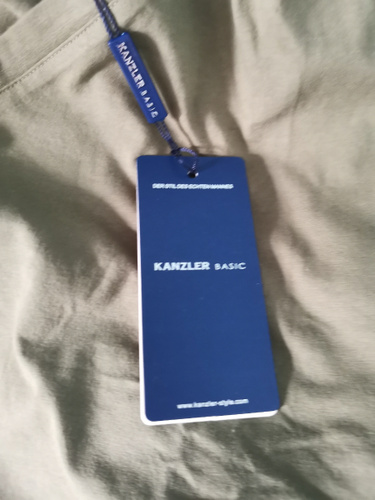 KANZLER BASIC
DER STIL DES ECHTEN MANNES
KANZLER BASIC
www.kanzler-style.com